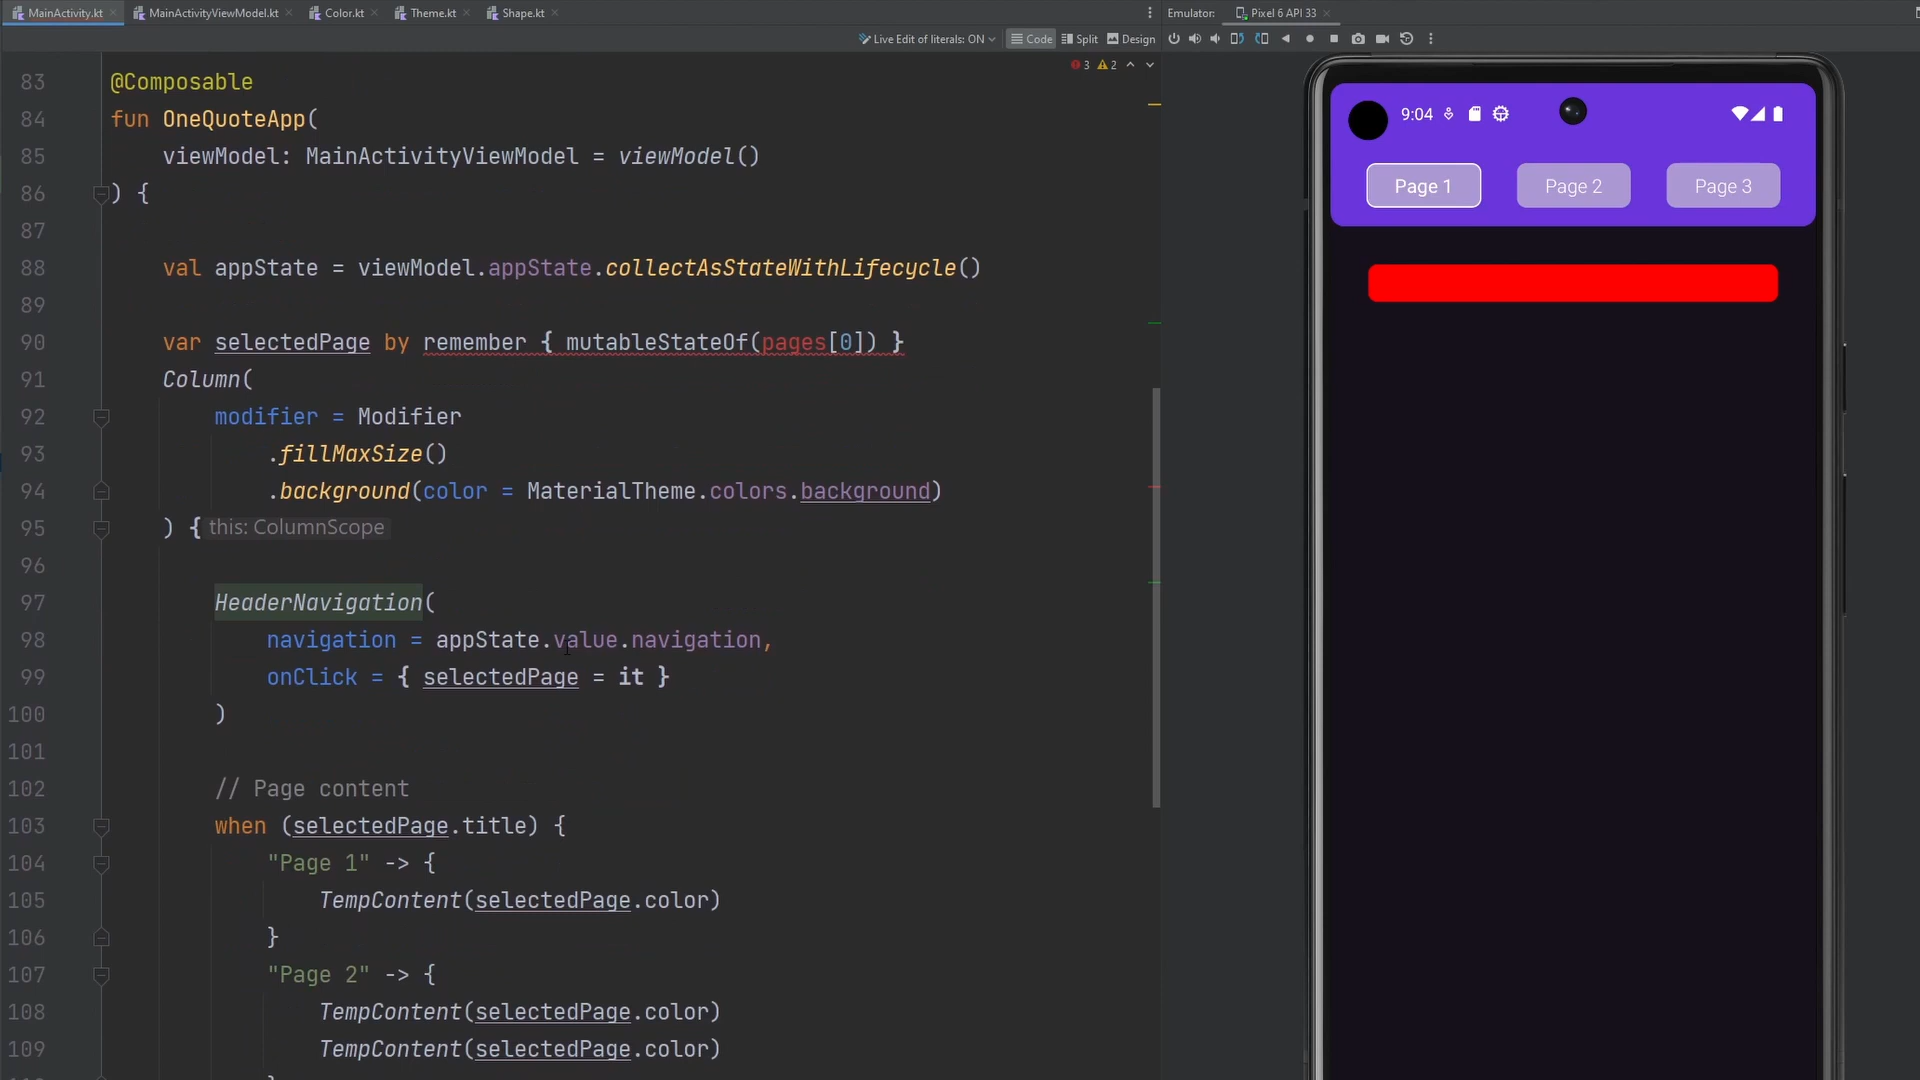 MainActivity.kt MainActivityViewModel.kt Color.kt Theme.kt Shape.kt Emulator: Pixel 6 API 33
Live Edit of literals: ON Code Split Design
3 2
83 @Composable
84 fun OneQuoteApp(
85 viewModel: MainActivityViewModel = viewModel()
86 ) {
87
88 val appState = viewModel.appState.collectAsStateWithLifecycle()
89
90 var selectedPage by remember { mutableStateOf(pages[0]) }
91 Column(
92 modifier = Modifier
93 .fillMaxSize()
94 .background(color = MaterialTheme.colors.background)
95 ) { this: ColumnScope
96
97 HeaderNavigation(
98 navigation = appState.value.navigation,
99 onClick = { selectedPage = it }
100 )
101
102 // Page content
103 when (selectedPage.title) {
104 "Page 1" -> {
105 TempContent(selectedPage.color)
106 }
107 "Page 2" -> {
108 TempContent(selectedPage.color)
109 TempContent(selectedPage.color)
9:04
Page 1 Page 2 Page 3